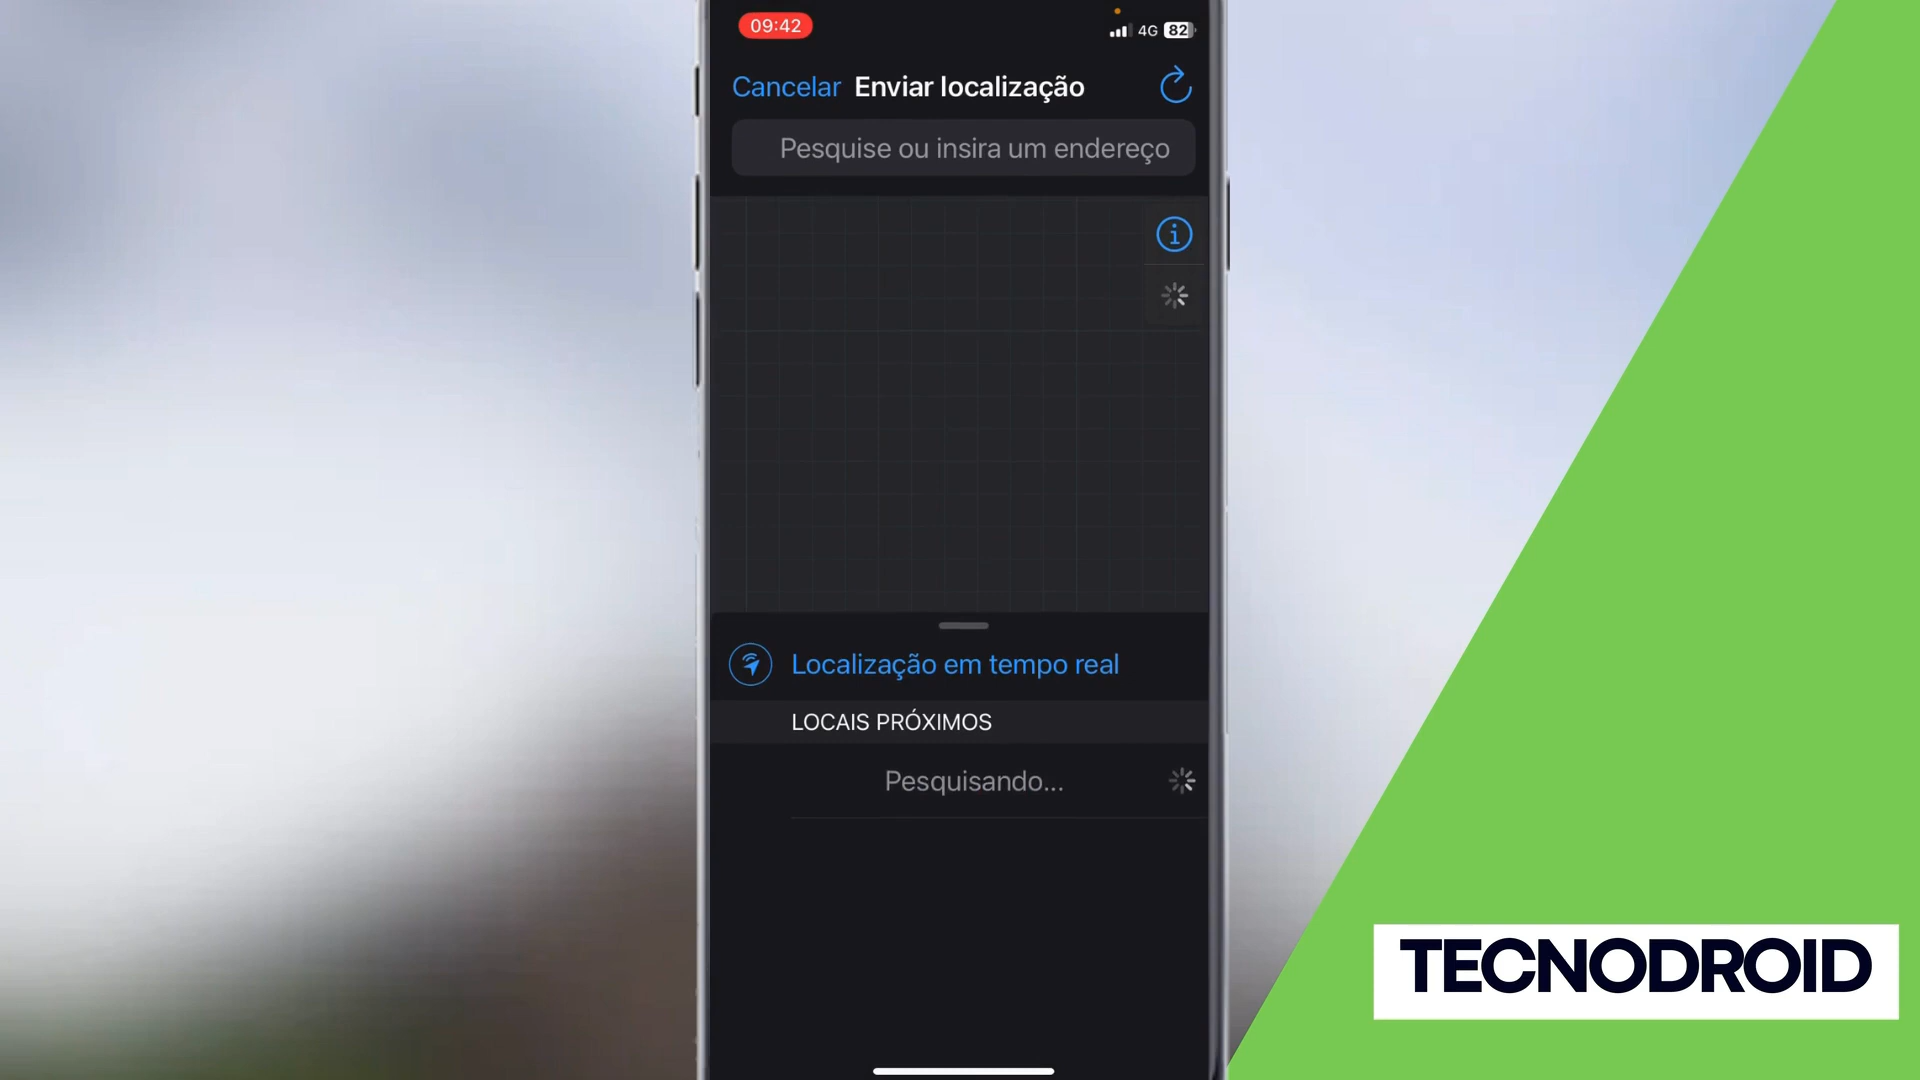 09:42
4G 82
Cancelar Enviar localização
Pesquise ou insira um endereço
Localização em tempo real
LOCAIS PRÓXIMOS
Pesquisando...
TECNODROID